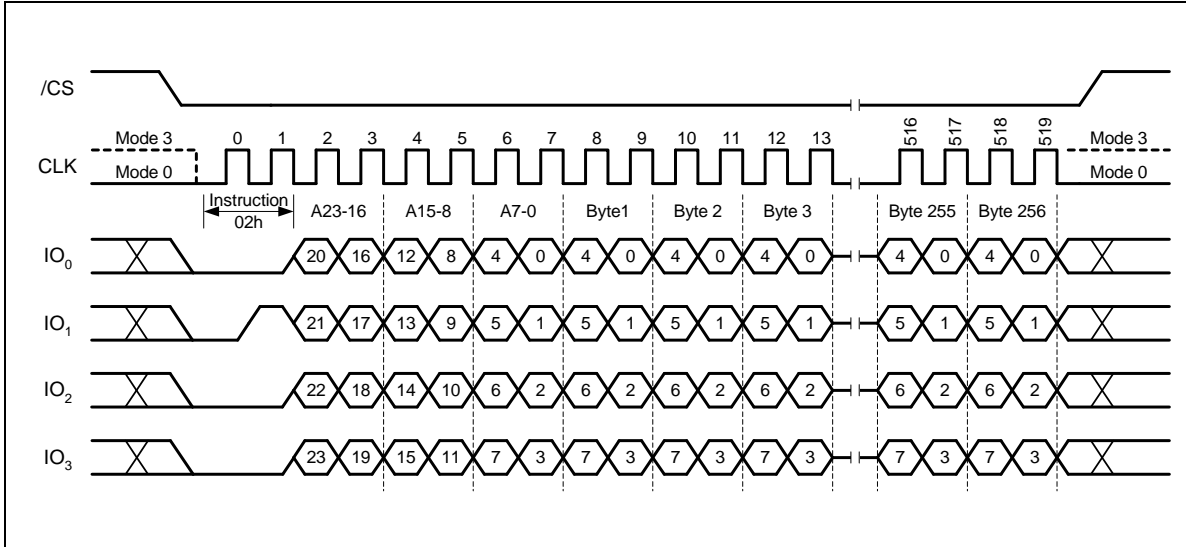 /CS
Mode 3 0 1 2 3 4 5 6 7 8 9 10 11 12 13 516 517 518 519 Mode 3
CLK Mode 0 Mode 0
Instruction
02h A23-16 A15-8 A7-0 Byte1 Byte 2 Byte 3 Byte 255 Byte 256
IO0 20 16 12 8 4 0 4 0 4 0 4 0 4 0 4 0
IO1 21 17 13 9 5 1 5 1 5 1 5 1 5 1 5 1
IO2 22 18 14 10 6 2 6 2 6 2 6 2 6 2 6 2
IO3 23 19 15 11 7 3 7 3 7 3 7 3 7 3 7 3